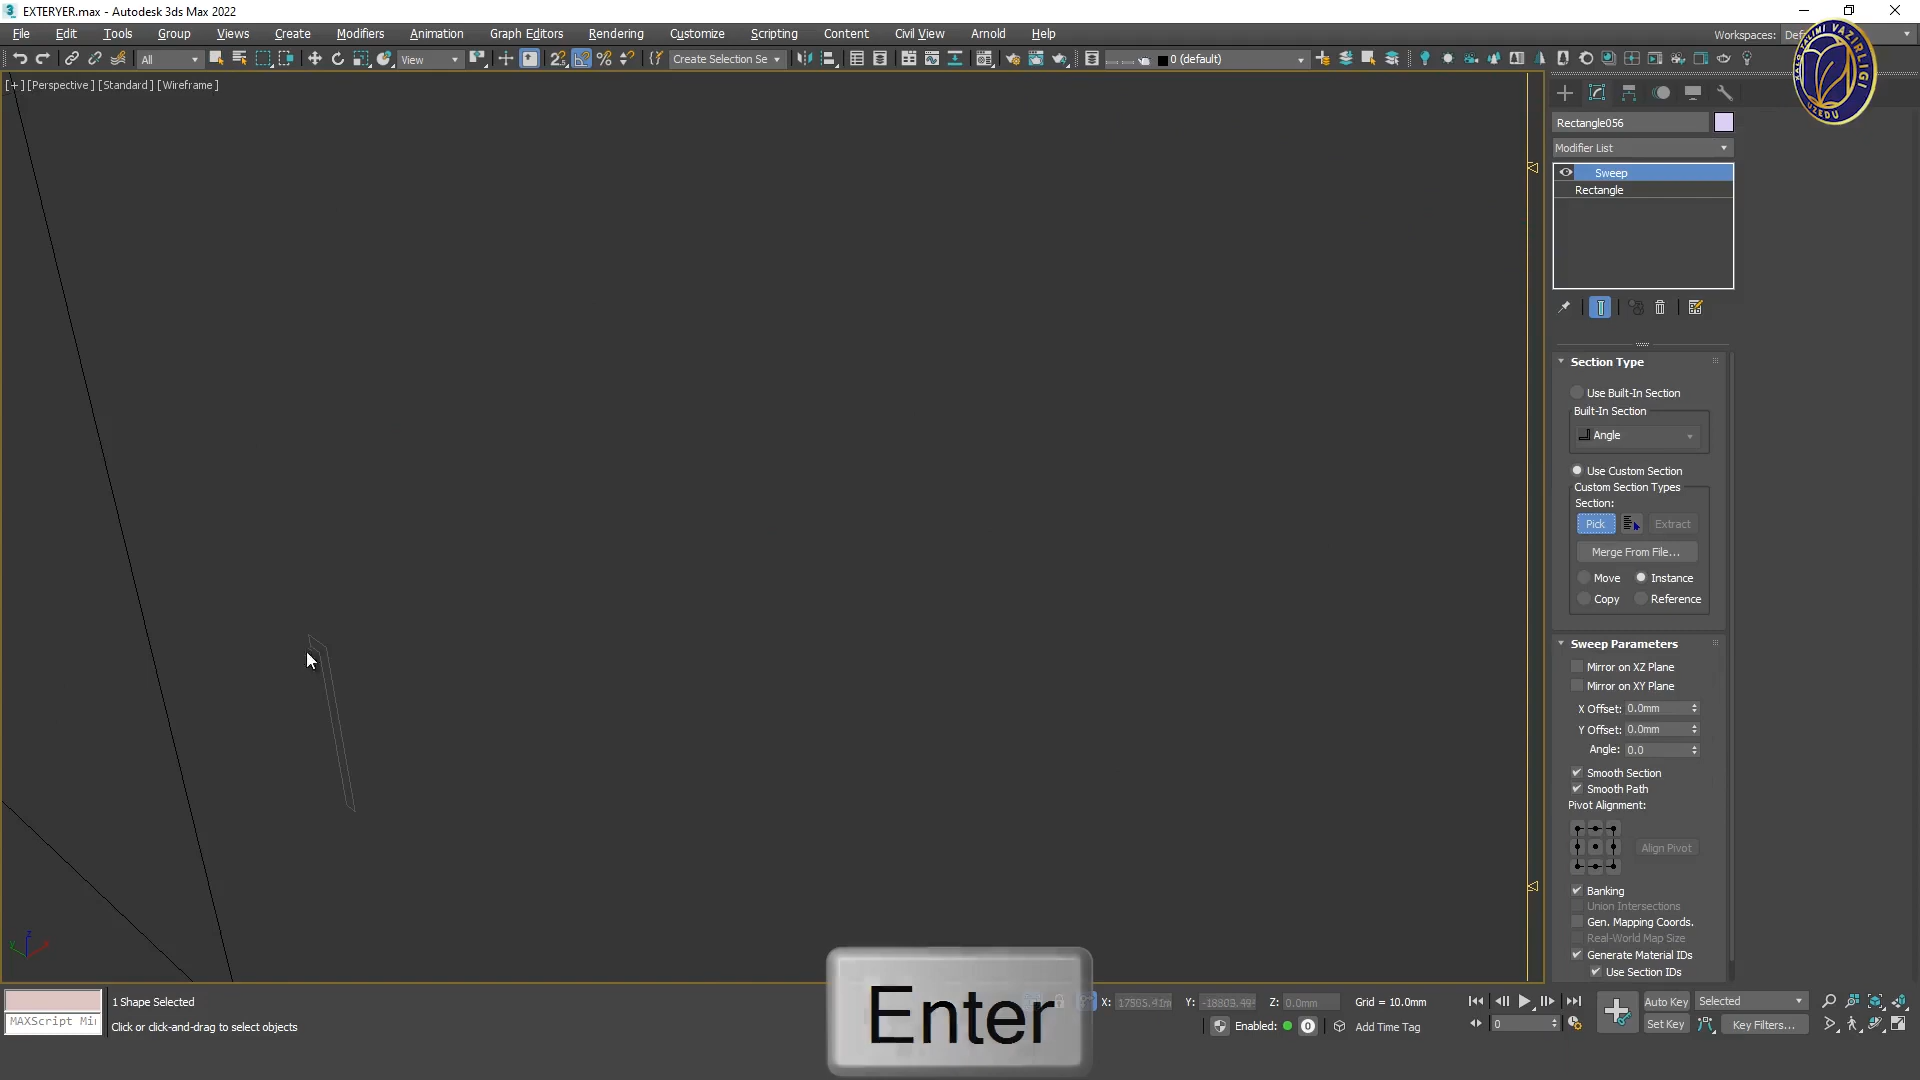 EXTERYER.max - Autodesk 3ds Max 2022
File Edit Tools Group Views Create Modifiers Animation Graph Editors Rendering Customize Scripting Content Civil View Arnold Help
Workspaces:
All
View
Create Selection Se
0 (default)
[+] [Perspective] [Standard] [Wireframe]
XALQ TALIMI VAZIRLIGI
UZEDU
Rectangle056
Modifier List
Sweep
Rectangle
Section Type
Use Built-In Section
Built-In Section
Angle
Use Custom Section
Custom Section Types
Section:
Pick
Extract
Merge From File...
Move
Instance
Copy
Reference
Sweep Parameters
Mirror on XZ Plane
Mirror on XY Plane
X Offset: 0.0mm
Y Offset: 0.0mm
Angle: 0.0
Smooth Section
Smooth Path
Pivot Alignment:
Align Pivot
Banking
Union Intersections
Gen. Mapping Coords.
Real-World Map Size
Generate Material IDs
Use Section IDs
Enter
MAXScript Mi
1 Shape Selected
Click or click-and-drag to select objects
X:
Y:
Z: 0.0mm
Grid = 10.0mm
Enabled:
0
Add Time Tag
0
Auto Key
Selected
Set Key
Key Filters...